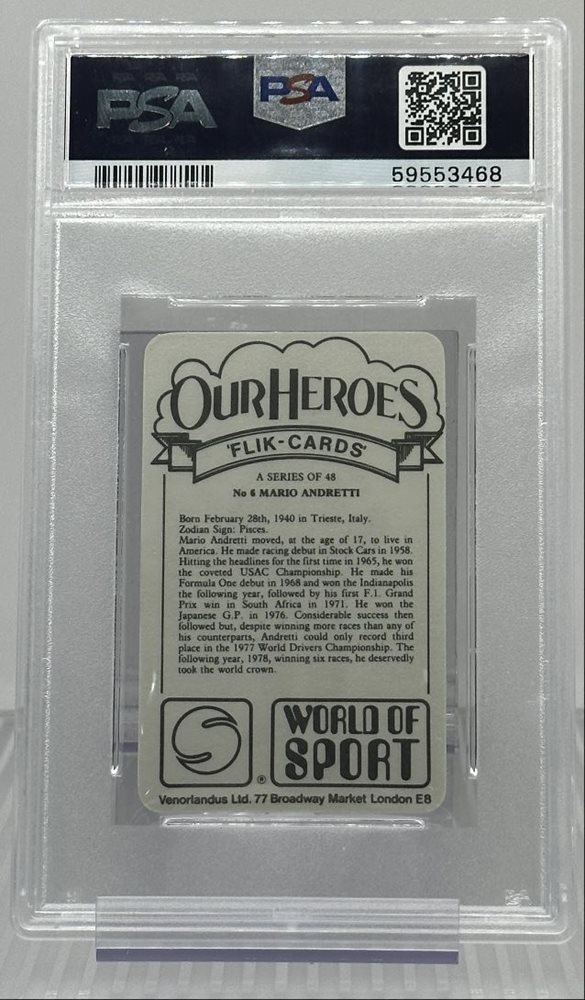 PSA
PSA
59553468
OUR HEROES
'FLIK-CARDS'
A SERIES OF 48
No 6 MARIO ANDRETTI
Born February 28th, 1940 in Trieste, Italy.
Zodian Sign: Pisces.
Mario Andretti moved, at the age of 17, to live in
America. He made racing debut in Stock Cars in 1958.
Hitting the headlines for the first time in 1965, he won
the coveted USAC Championship. He made his
Formula One debut in 1968 and won the Indianapolis
the following year, followed by his first F.1. Grand
Prix win in South Africa in 1971. He won the
Japanese G.P. in 1976. Considerable success then
followed but, despite winning more races than any of
his counterparts, Andretti could only record third
place in the 1977 World Drivers Championship. The
following year, 1978, winning six races, he deservedly
took the world crown.
®
WORLD OF
SPORT
Venorlandus Ltd. 77 Broadway Market London E8